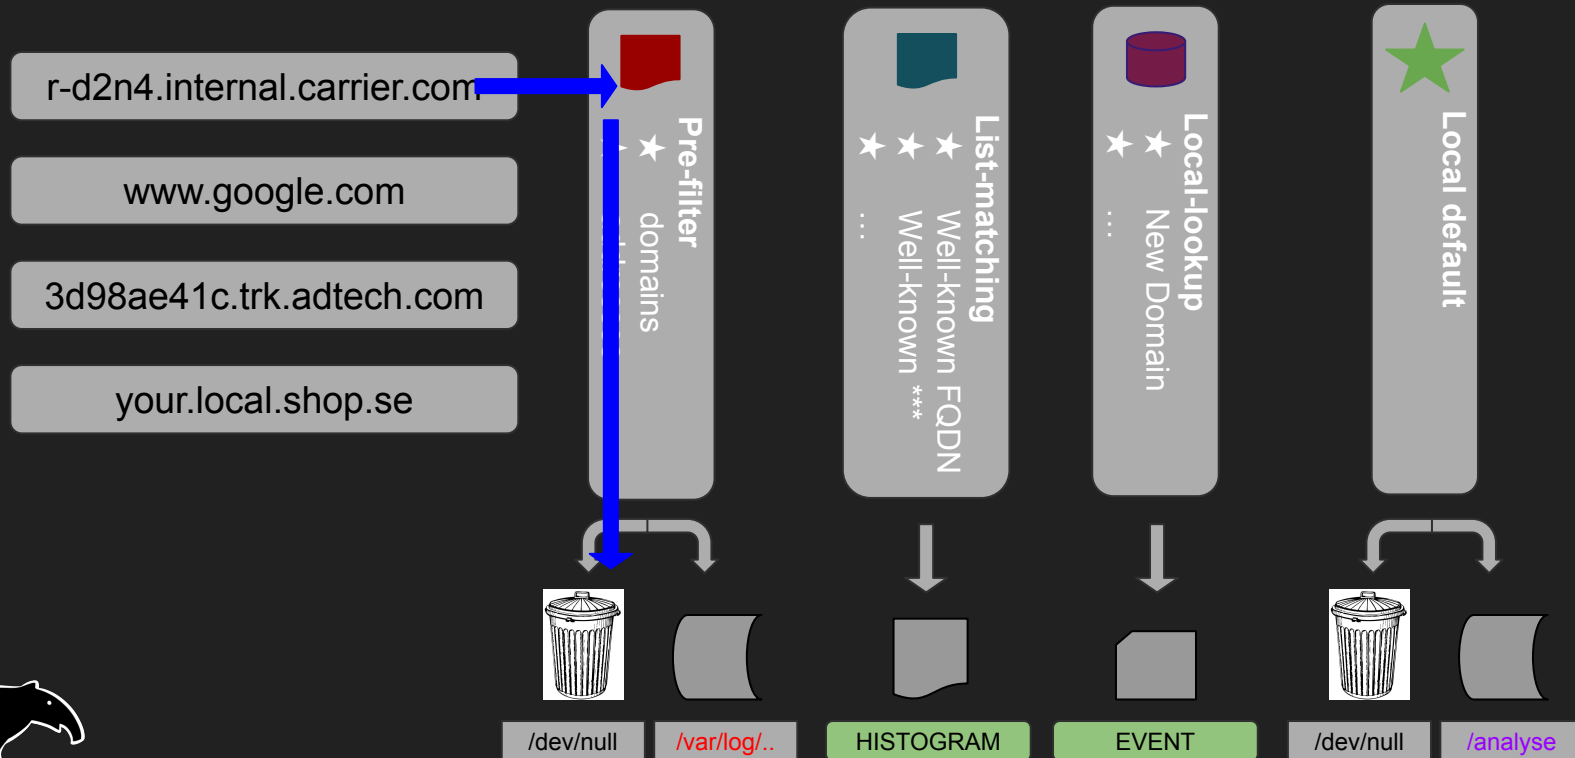 r-d2n4.internal.carrier.com
www.google.com
3d98ae41c.trk.adtech.com
your.local.shop.se
Pre-filter
★ domains
★
List-matching
★ Well-known FQDN
★ Well-known ***
★ ...
Local-lookup
★ New Domain
★ ...
Local default
/dev/null
/var/log/..
HISTOGRAM
EVENT
/dev/null
/analyse